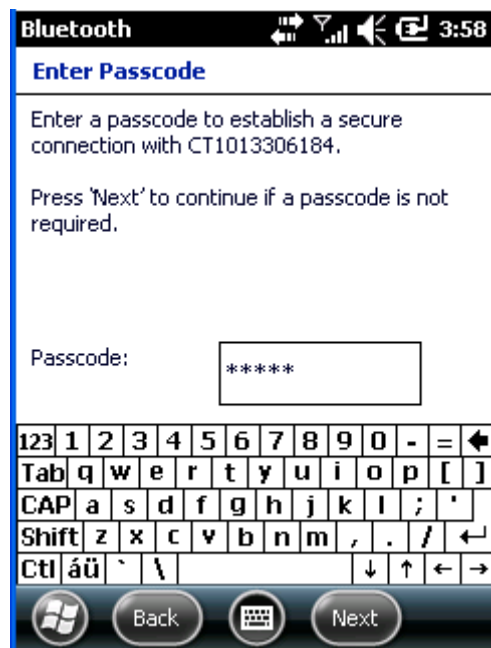 Bluetooth 3:58
Enter Passcode
Enter a passcode to establish a secure
connection with CT1013306184.
Press 'Next' to continue if a passcode is not
required.
Passcode: *****
123 1 2 3 4 5 6 7 8 9 0 - = 🡄
Tab q w e r t y u i o p [ ]
CAP a s d f g h j k l ; '
Shift z x c v b n m , . / ↵
Ctl áü ` \ ↓ ↑ ← →
Back Next